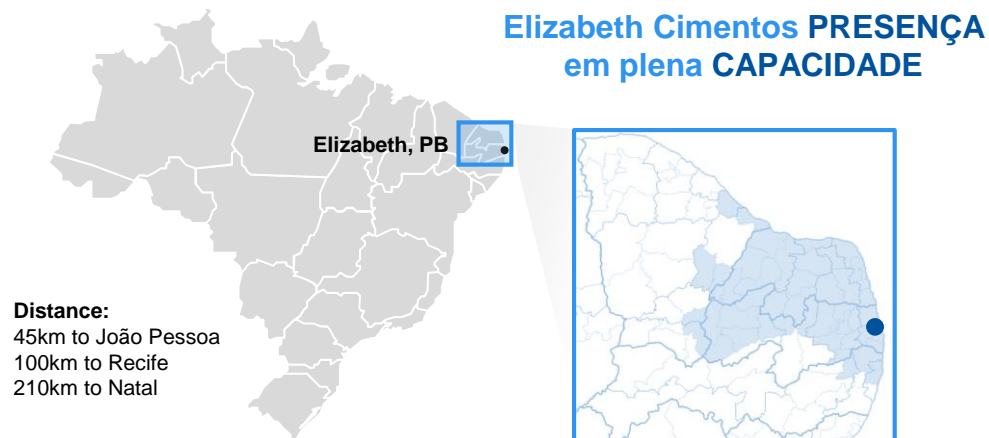 Elizabeth Cimentos PRESENÇA
em plena CAPACIDADE
Elizabeth, PB
Distance:
45km to João Pessoa
100km to Recife
210km to Natal